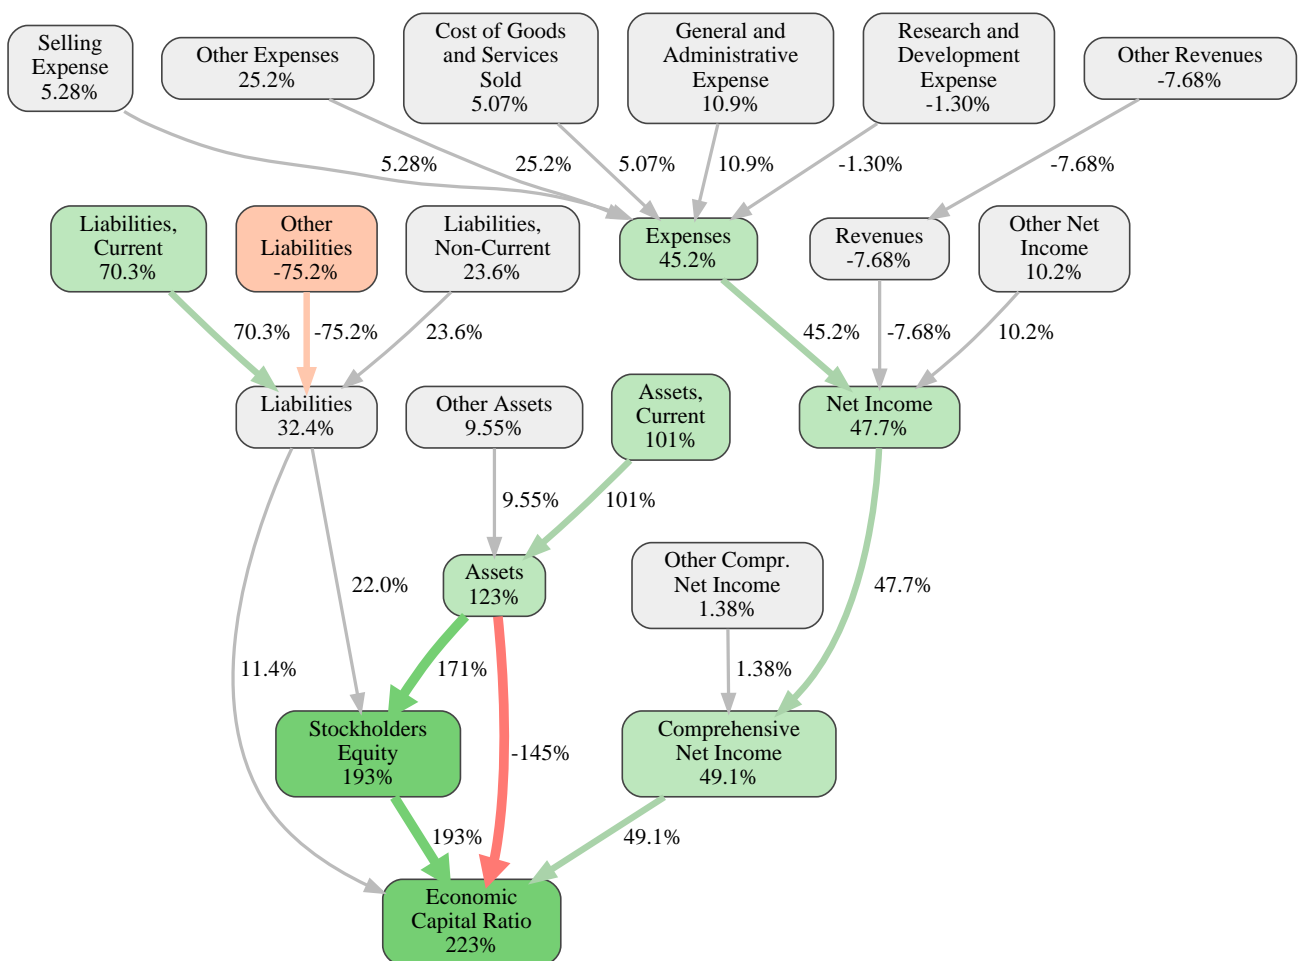 Selling
Expense
5.28%
Other Expenses
25.2%
Cost of Goods
and Services
Sold
5.07%
General and
Administrative
Expense
10.9%
Research and
Development
Expense
-1.30%
Other Revenues
-7.68%
5.28%
25.2%
5.07%
10.9%
-1.30%
-7.68%
Liabilities,
Current
70.3%
Other
Liabilities
-75.2%
Liabilities,
Non-Current
23.6%
Expenses
45.2%
Revenues
-7.68%
Other Net
Income
10.2%
70.3%
-75.2%
23.6%
45.2%
-7.68%
10.2%
Liabilities
32.4%
Other Assets
9.55%
Assets,
Current
101%
Net Income
47.7%
9.55%
101%
22.0%
Assets
123%
Other Compr.
Net Income
1.38%
47.7%
11.4%
171%
1.38%
Stockholders
Equity
193%
-145%
Comprehensive
Net Income
49.1%
193%
49.1%
Economic
Capital Ratio
223%